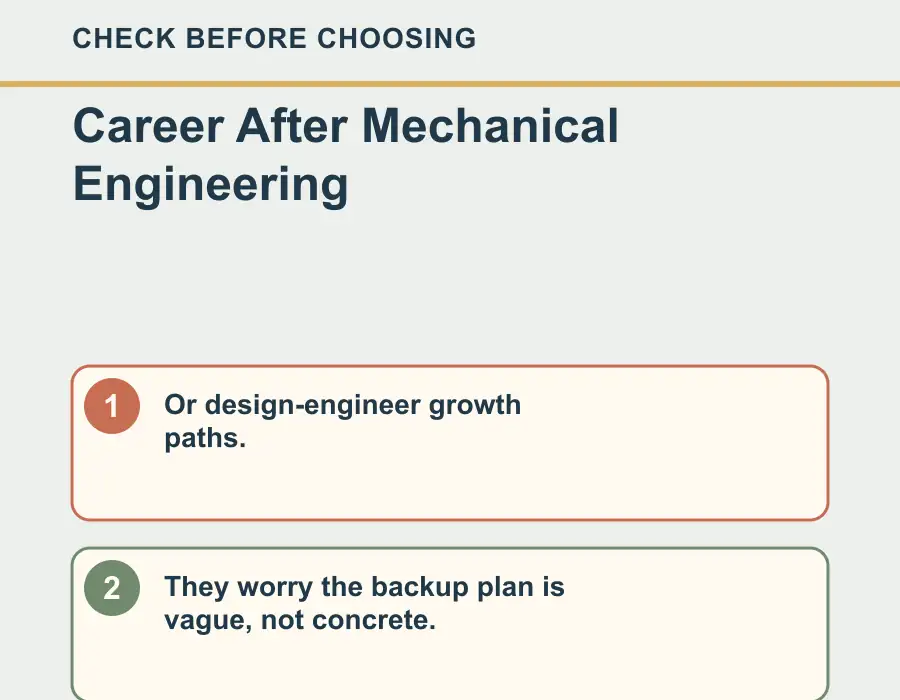 CHECK BEFORE CHOOSING
Career After Mechanical
Engineering
1
Or design-engineer growth
paths.
2
They worry the backup plan is
vague, not concrete.